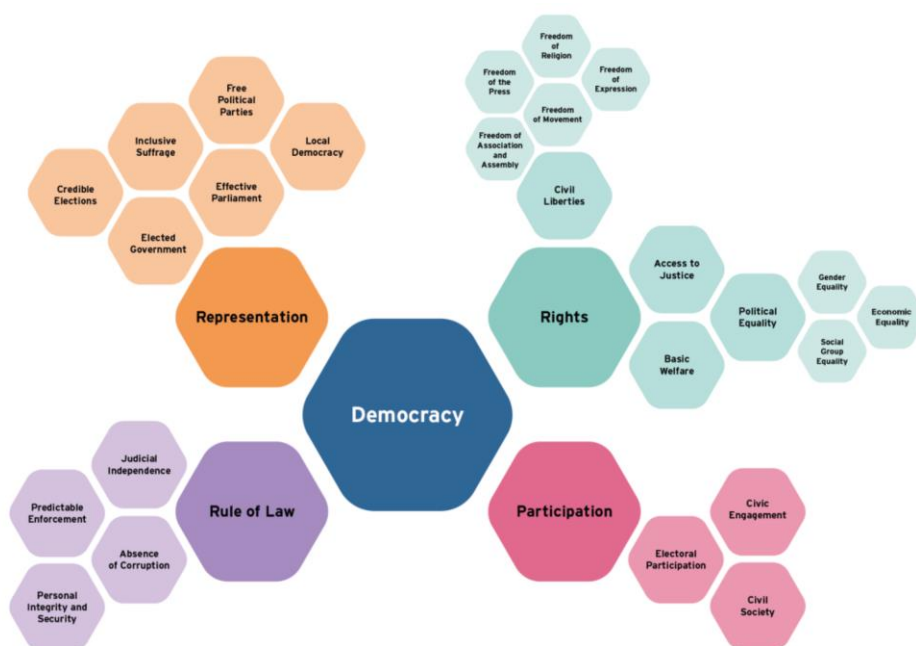 Free
Political
Parties
Inclusive
Suffrage
Local
Democracy
Credible
Elections
Effective
Parliament
Elected
Government
Representation
Freedom
of
Religion
Freedom
of the
Press
Freedom
of
Expression
Freedom
of Movement
Freedom of
Association
and
Assembly
Civil
Liberties
Rights
Access to
Justice
Basic
Welfare
Political
Equality
Gender
Equality
Economic
Equality
Social
Group
Equality
Democracy
Judicial
Independence
Predictable
Enforcement
Absence
of Corruption
Personal
Integrity and
Security
Rule of Law
Participation
Electoral
Participation
Civic
Engagement
Civil
Society